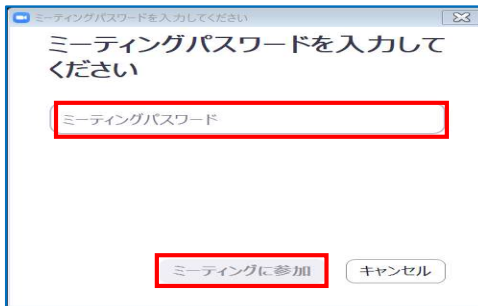 ミーティングパスワードを入力してください
ミーティングパスワードを入力して
ください
ミーティングパスワード
ミーティングに参加
キャンセル